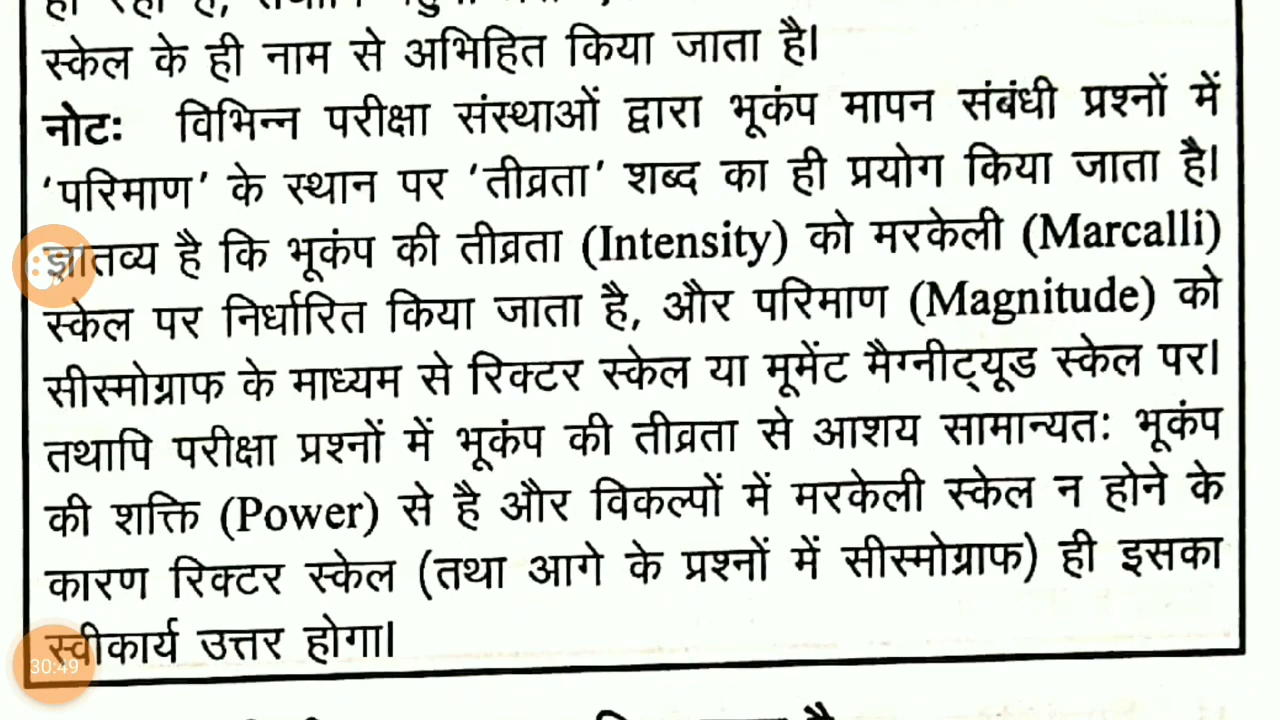 स्केल के ही नाम से अभिहित किया जाता है।
नोटः विभिन्न परीक्षा संस्थाओं द्वारा भूकंप मापन संबंधी प्रश्नों में
‘परिमाण’ के स्थान पर ‘तीव्रता’ शब्द का ही प्रयोग किया जाता है।
ज्ञातव्य है कि भूकंप की तीव्रता (Intensity) को मरकेली (Marcalli)
स्केल पर निर्धारित किया जाता है, और परिमाण (Magnitude) को
सीस्मोग्राफ के माध्यम से रिक्टर स्केल या मूमेंट मैग्नीट्यूड स्केल पर।
तथापि परीक्षा प्रश्नों में भूकंप की तीव्रता से आशय सामान्यतः भूकंप
की शक्ति (Power) से है और विकल्पों में मरकेली स्केल न होने के
कारण रिक्टर स्केल (तथा आगे के प्रश्नों में सीस्मोग्राफ) ही इसका
स्वीकार्य उत्तर होगा।
30:49